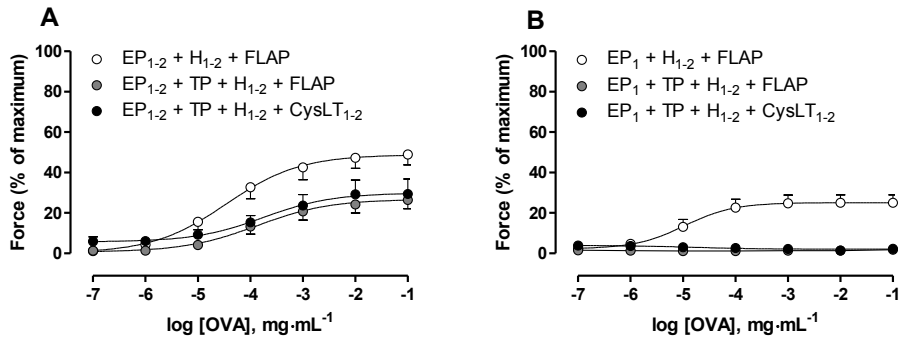 A
EP1-2 + H1-2 + FLAP
EP1-2 + TP + H1-2 + FLAP
EP1-2 + TP + H1-2 + CysLT1-2
Force (% of maximum)
100
80
60
40
20
0
-7 -6 -5 -4 -3 -2 -1
log [OVA], mg·mL-1
B
EP1 + H1-2 + FLAP
EP1 + TP + H1-2 + FLAP
EP1 + TP + H1-2 + CysLT1-2
Force (% of maximum)
100
80
60
40
20
0
-7 -6 -5 -4 -3 -2 -1
log [OVA], mg·mL-1